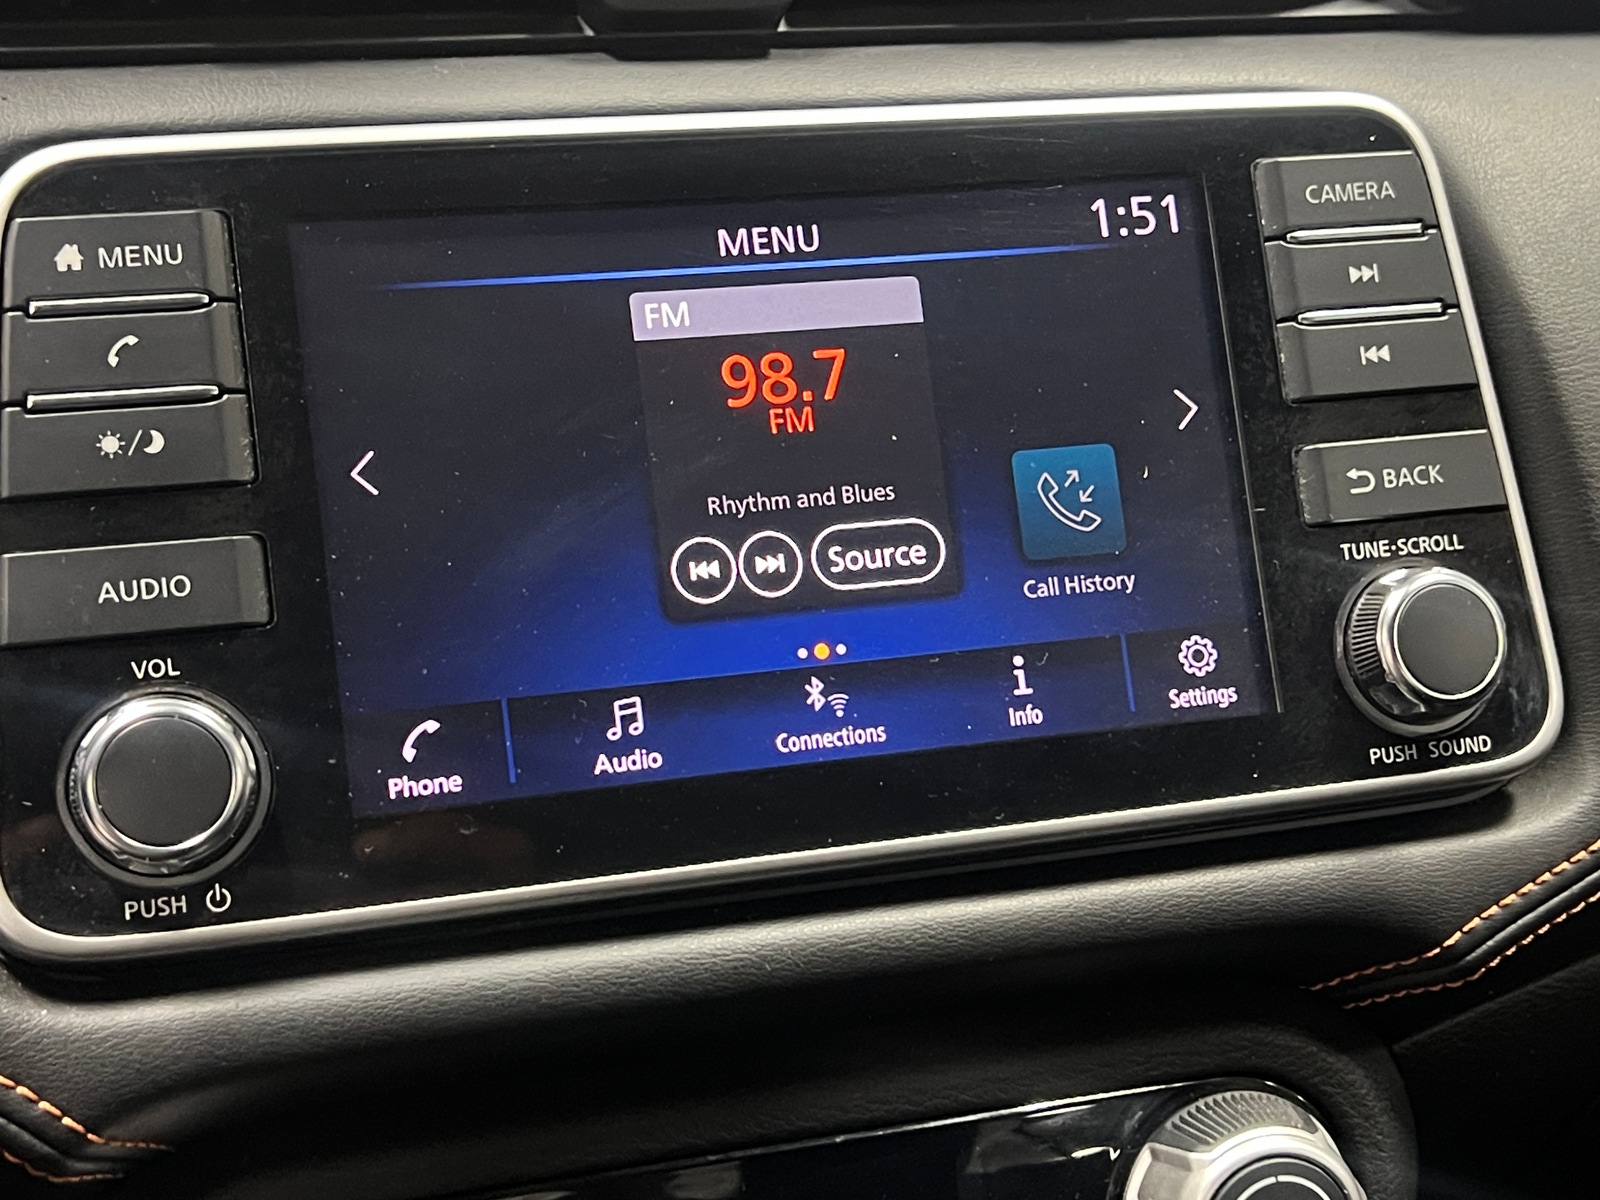 MENU
AUDIO
VOL
PUSH
MENU
1:51
FM
98.7
FM
Rhythm and Blues
Source
Call History
Phone
Audio
Connections
Info
Settings
CAMERA
BACK
TUNE·SCROLL
PUSH SOUND